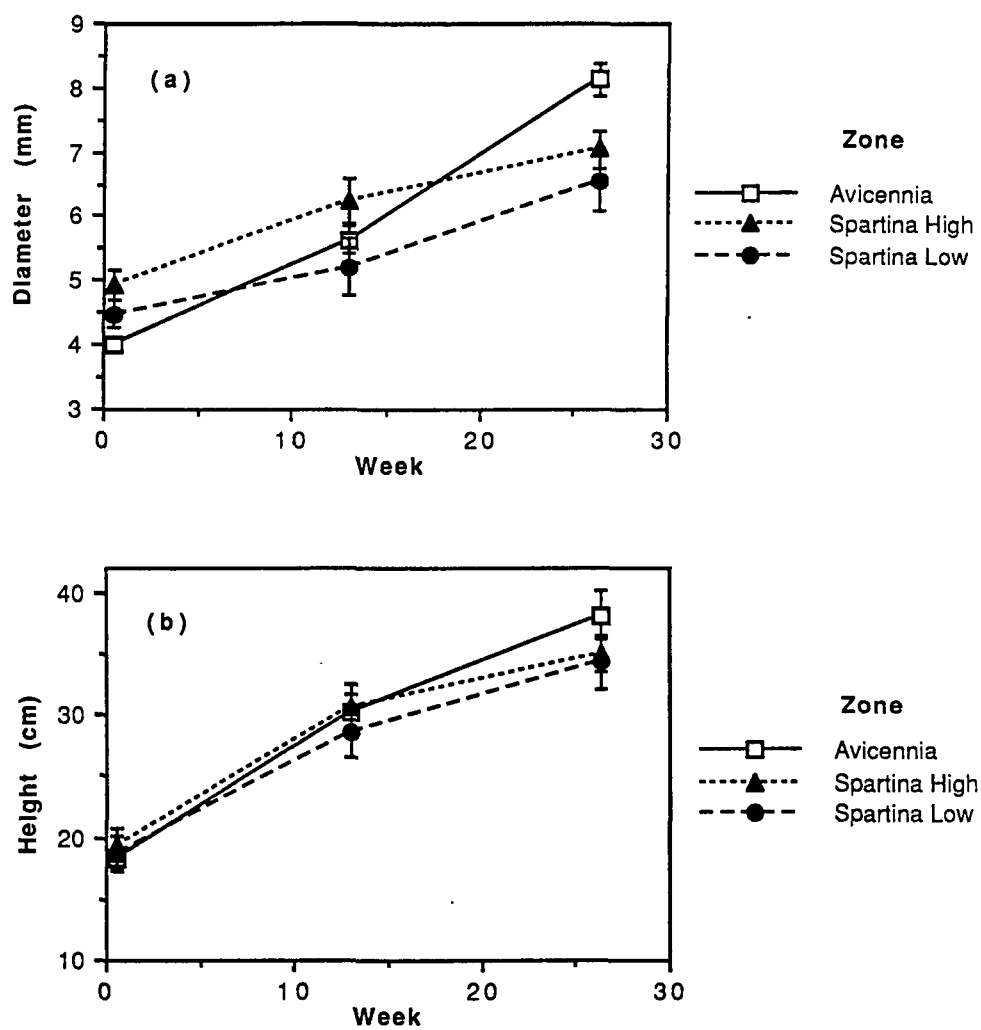 9
8
7
6
5
4
3
(a)
Diameter (mm)
0 10 20 30
Week
Zone
Avicennia
Spartina High
Spartina Low
40
30
20
10
(b)
Height (cm)
0 10 20 30
Week
Zone
Avicennia
Spartina High
Spartina Low